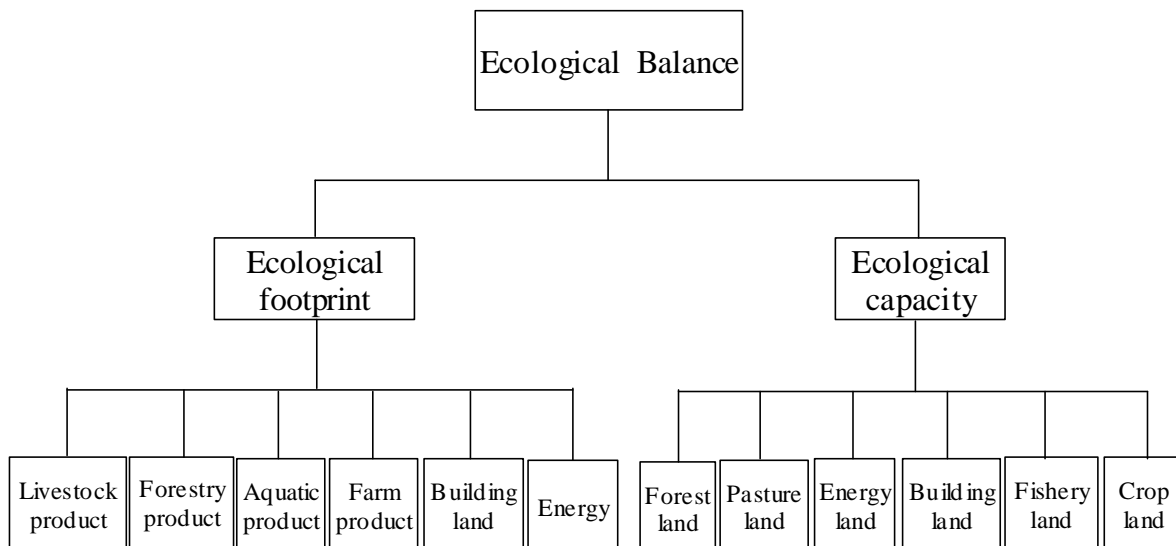 Ecological Balance
Ecological
footprint
Ecological
capacity
Livestock
product
Forestry
product
Aquatic
product
Farm
product
Building
land
Energy
Forest
land
Pasture
land
Energy
land
Building
land
Fishery
land
Crop
land